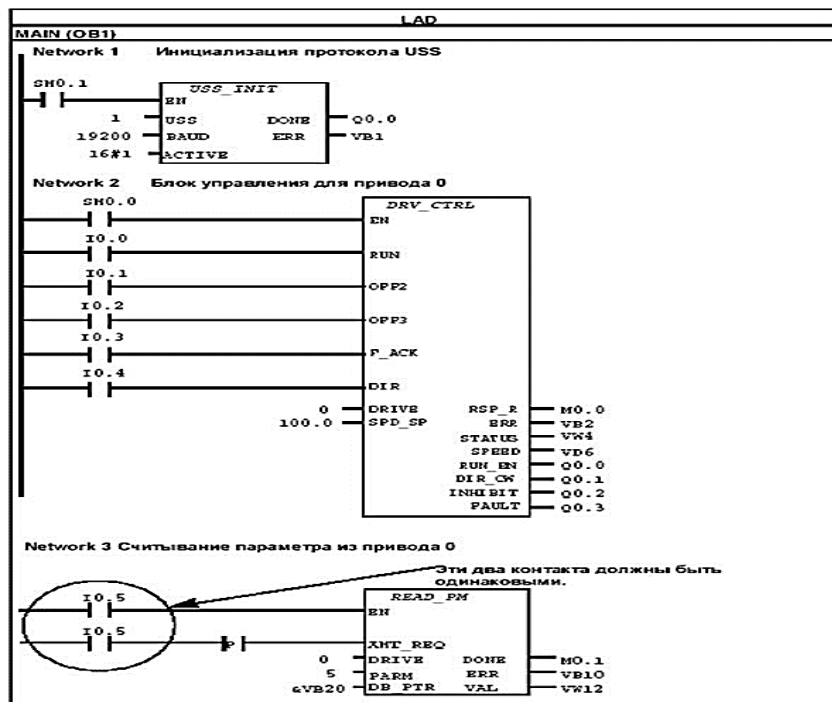 LAD
MAIN (OB1)
Network 1 Инициализация протокола USS
SM0.1
USS_INIT
EN
1 USS DONE Q0.0
19200 BAUD ERR VB1
16#1 ACTIVE
Network 2 Блок управления для привода 0
SM0.0
DRV_CTRL
EN
I0.0
RUN
I0.1
OFF2
I0.2
OFF3
I0.3
F_ACK
I0.4
DIR
0 DRIVE RSP_R M0.0
100.0 SPD_SP ERR VB2
STATUS VW4
SPEED VD6
RUN_EN Q0.0
DIR_CW Q0.1
INHIBIT Q0.2
FAULT Q0.3
Network 3 Считывание параметра из привода 0
Эти два контакта должны быть
одинаковыми.
I0.5
READ_PM
EN
I0.5
P
XMT_REQ
0 DRIVE DONE M0.1
5 PARM ERR VB10
&VB20 DB_PTR VAL VW12